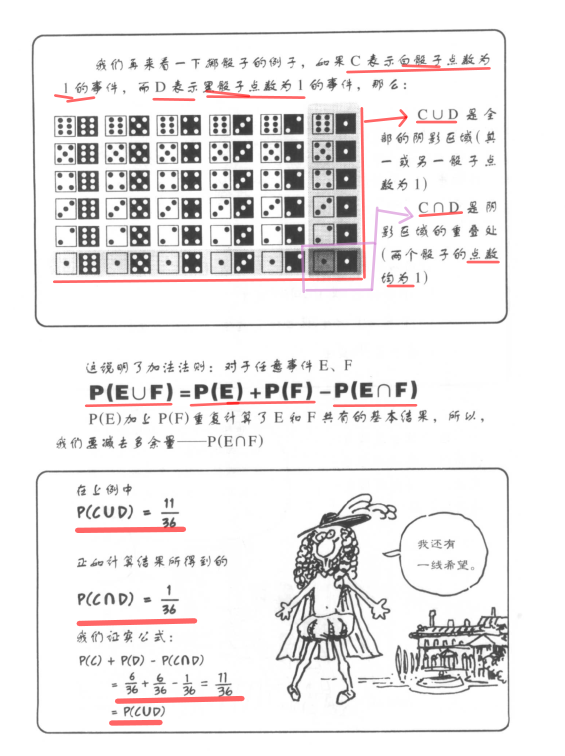 我们再来看一下掷骰子的例子，如果 C 表示白骰子点数为
1 的事件，而 D 表示黑骰子点数为 1 的事件，那么：
C∪D 是全
部的阴影区域（其
一或另一骰子点
数为 1）
C∩D 是阴
影区域的重叠处
（两个骰子的点数
均为 1）
这说明了加法法则：对于任意事件 E、F
P(E∪F)=P(E)+P(F)-P(E∩F)
P(E)加上 P(F)重复计算了 E 和 F 共有的基本结果，所以，
我们要减去多余量——P(E∩F)
在上例中
P(C∪D) = 11/36
正如计算结果所得到的
P(C∩D) = 1/36
我们证实公式：
P(C) + P(D) - P(C∩D)
= 6/36 + 6/36 - 1/36 = 11/36
= P(C∪D)
我还有
一线希望。